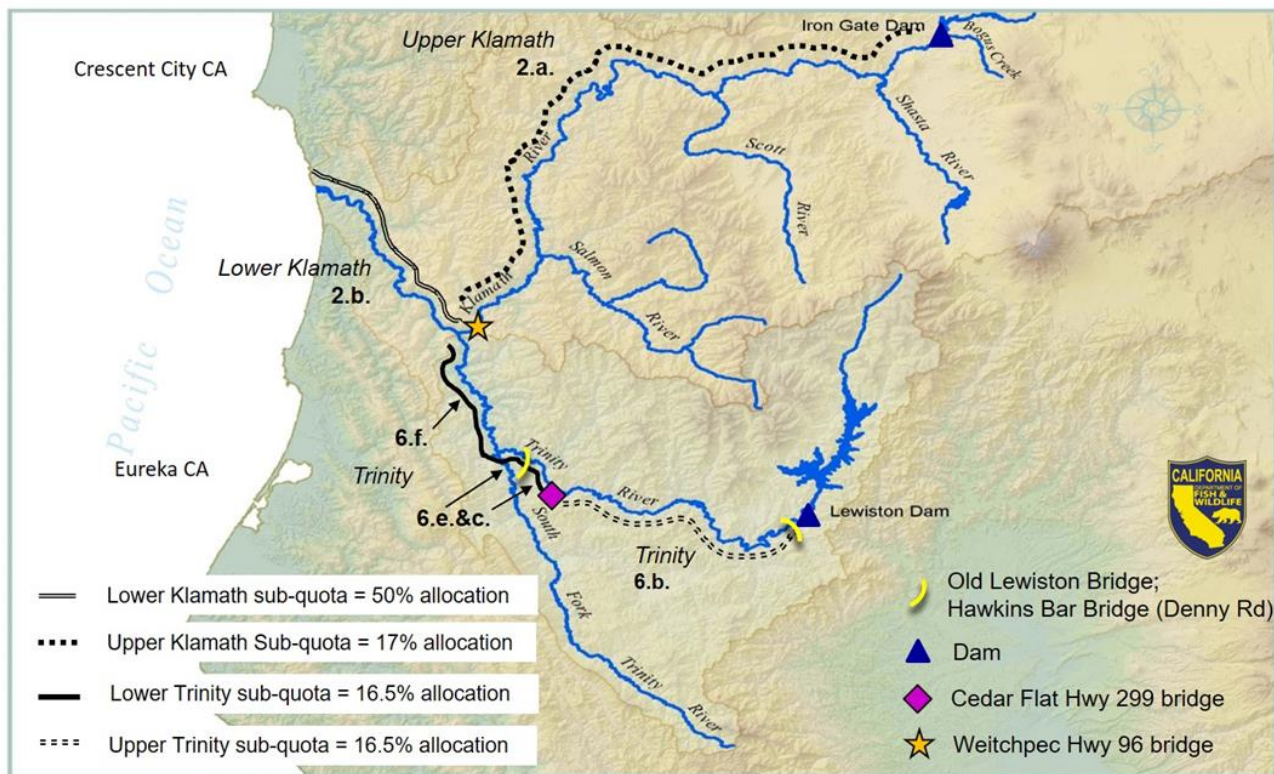 Iron Gate Dam
Bogus Creek
Upper Klamath
2.a.
Crescent City CA
Shasta
River
Scott
River
River
Klamath
Salmon
River
Lower Klamath
2.b.
Pacific Ocean
6.f.
Trinity
Trinity
River
Eureka CA
6.e.&c.
South
Fork
Trinity
River
Lewiston Dam
Trinity
6.b.
CALIFORNIA
DEPARTMENT OF
FISH &
WILDLIFE
Lower Klamath sub-quota = 50% allocation
Upper Klamath Sub-quota = 17% allocation
Lower Trinity sub-quota = 16.5% allocation
Upper Trinity sub-quota = 16.5% allocation
Old Lewiston Bridge;
Hawkins Bar Bridge (Denny Rd)
Dam
Cedar Flat Hwy 299 bridge
Weitchpec Hwy 96 bridge